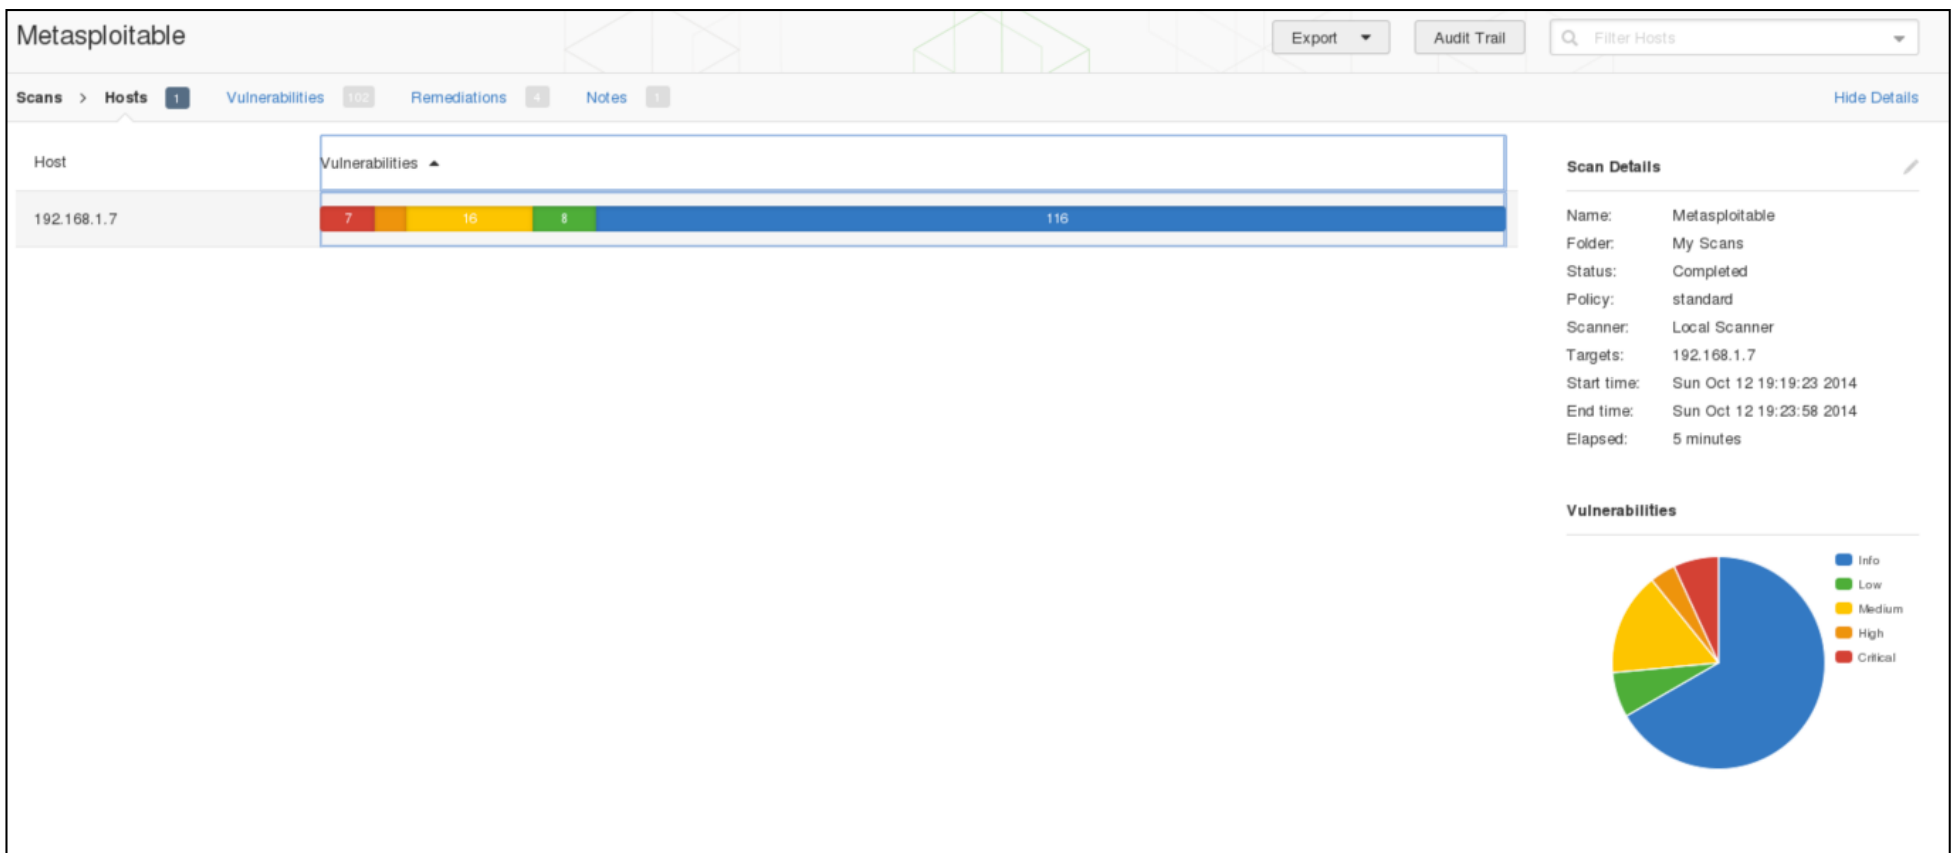 Metasploitable
Export
Audit Trail
Filter Hosts
Scans > Hosts 1 Vulnerabilities 102 Remediations 4 Notes 1
Hide Details
Host
Vulnerabilities
192.168.1.7
7 16 8 116
Scan Details
Name: Metasploitable
Folder: My Scans
Status: Completed
Policy: standard
Scanner: Local Scanner
Targets: 192.168.1.7
Start time: Sun Oct 12 19:19:23 2014
End time: Sun Oct 12 19:23:58 2014
Elapsed: 5 minutes
Vulnerabilities
Info
Low
Medium
High
Critical